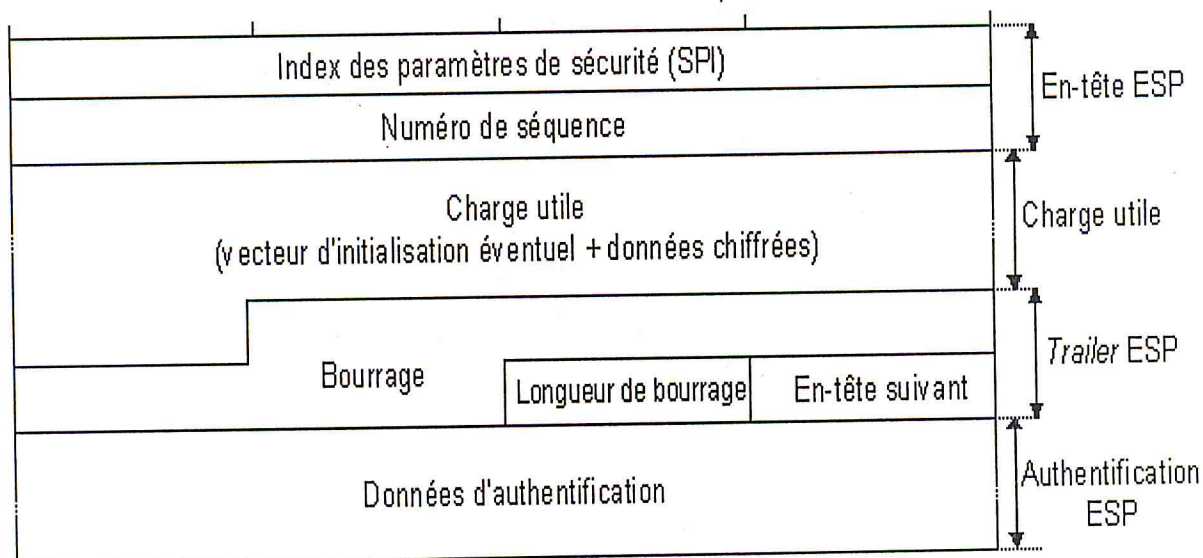 Index des paramètres de sécurité (SPI)
En-tête ESP
Numéro de séquence
Charge utile
(vecteur d'initialisation éventuel + données chiffrées)
Charge utile
Bourrage
Longueur de bourrage
En-tête suivant
Trailer ESP
Données d'authentification
Authentification
ESP